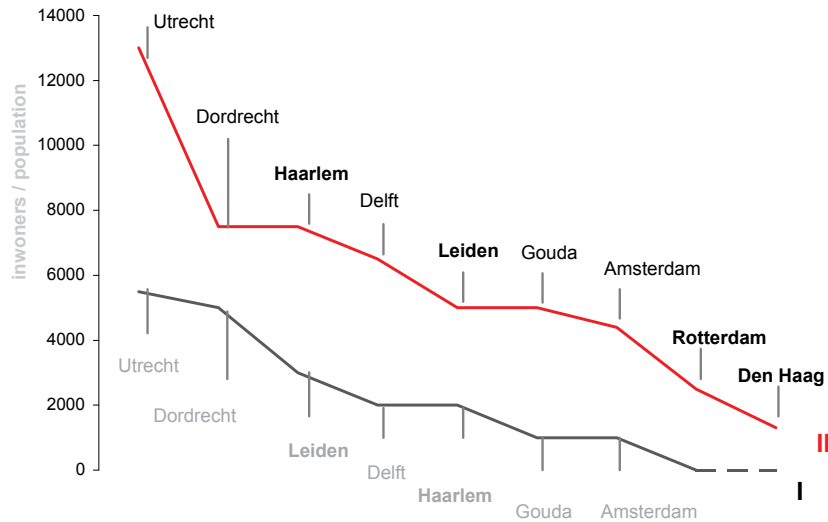 14000
12000
10000
8000
6000
4000
2000
0
inwoners / population
Utrecht
Dordrecht
Haarlem
Delft
Leiden
Gouda
Amsterdam
Rotterdam
Den Haag
II
Utrecht
Dordrecht
Leiden
Delft
Haarlem
Gouda
Amsterdam
I